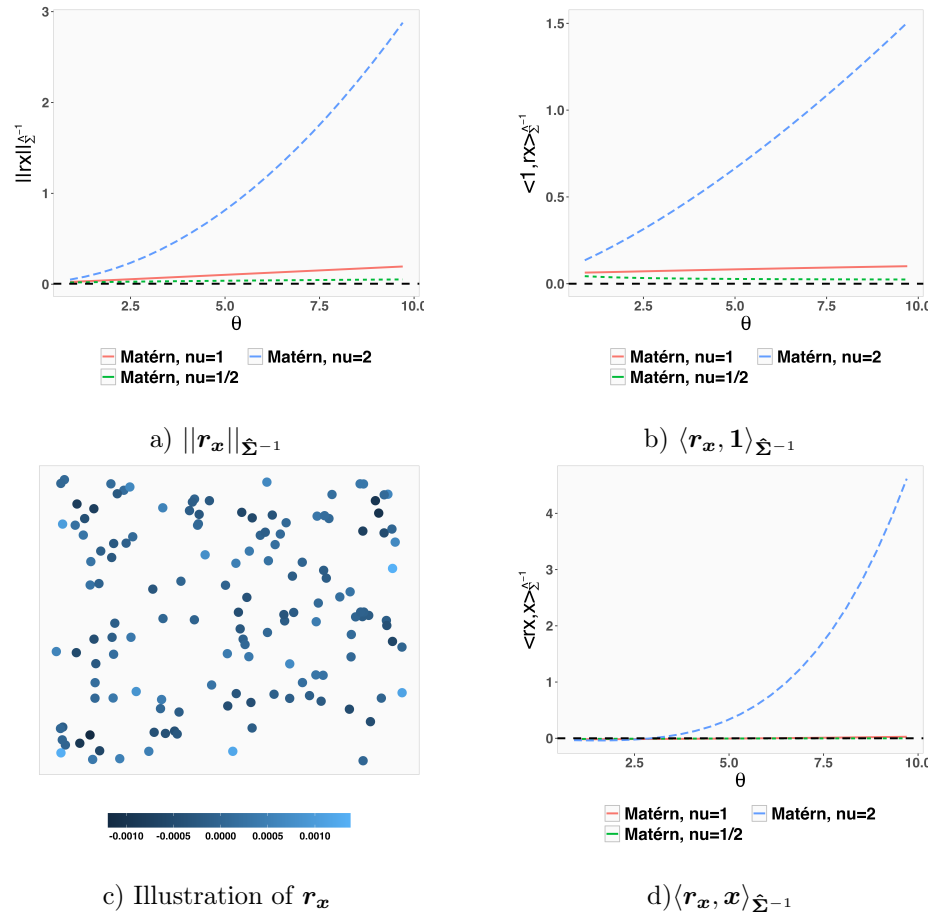 3
2
1
0
||rx||Σ̂⁻¹
2.5 5.0 7.5 10.0
θ
Matérn, nu=1 Matérn, nu=2
Matérn, nu=1/2
a) ||r_x||_Σ̂⁻¹
1.5
1.0
0.5
0.0
<1,rx>Σ̂⁻¹
2.5 5.0 7.5 10.0
θ
Matérn, nu=1 Matérn, nu=2
Matérn, nu=1/2
b) ⟨r_x, 1⟩_Σ̂⁻¹
-0.0010 -0.0005 0.0000 0.0005 0.0010
c) Illustration of r_x
4
3
2
1
0
<rx,x>Σ̂⁻¹
2.5 5.0 7.5 10.0
θ
Matérn, nu=1 Matérn, nu=2
Matérn, nu=1/2
d)⟨r_x, x⟩_Σ̂⁻¹